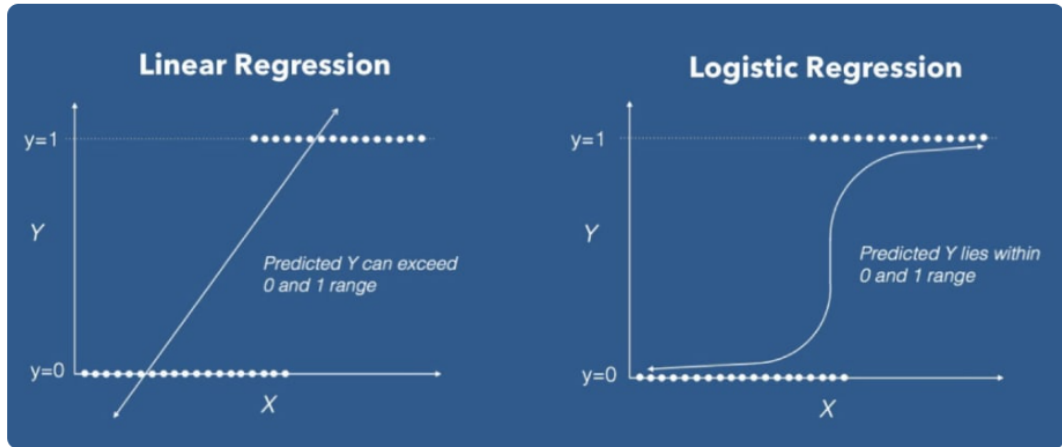 Linear Regression
y=1
Y
Predicted Y can exceed
0 and 1 range
y=0
X
Logistic Regression
y=1
Y
Predicted Y lies within
0 and 1 range
y=0
X